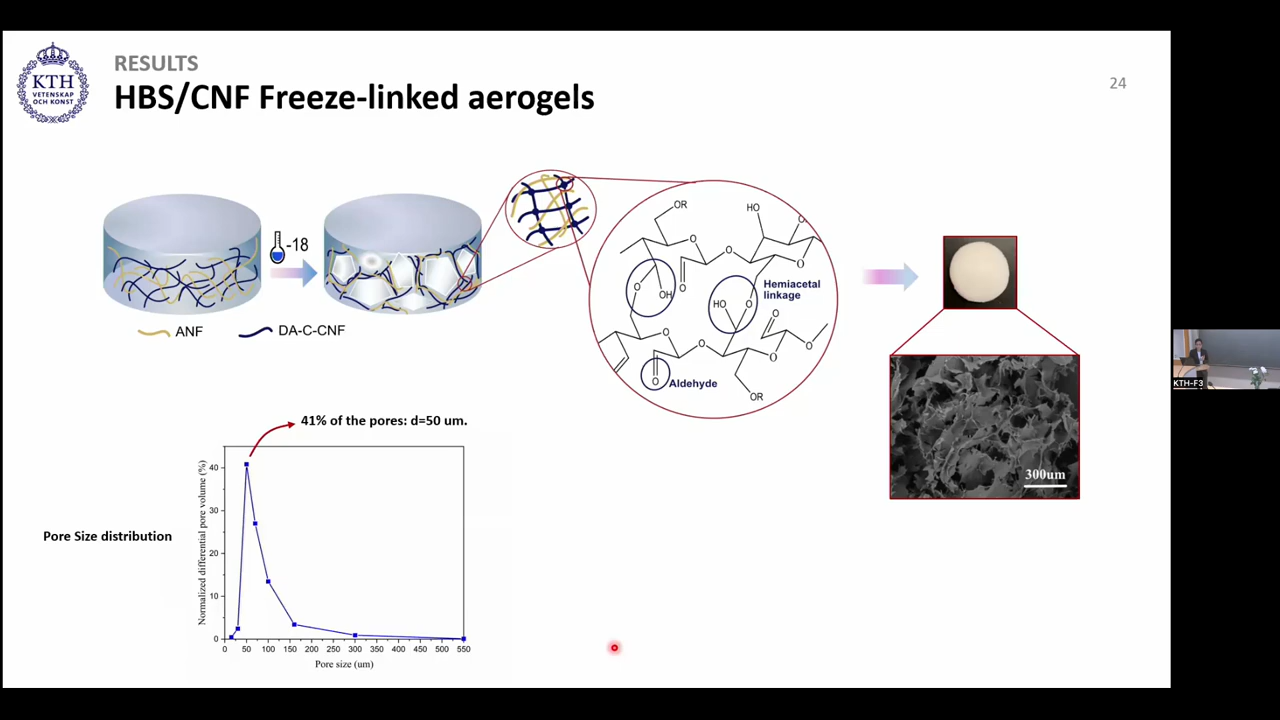 KTH
VETENSKAP
OCH KONST
RESULTS
HBS/CNF Freeze-linked aerogels
24
-18
ANF
DA-C-CNF
OR
HO
O
O
O
O
O
O
OH
HO
O
Hemiacetal
linkage
O
O
O
O
O
O
Aldehyde
OR
300um
KTH-F3
41% of the pores: d=50 um.
Pore Size distribution
Normalized differential pore volume (%)
40
30
20
10
0
0 50 100 150 200 250 300 350 400 450 500 550
Pore size (um)